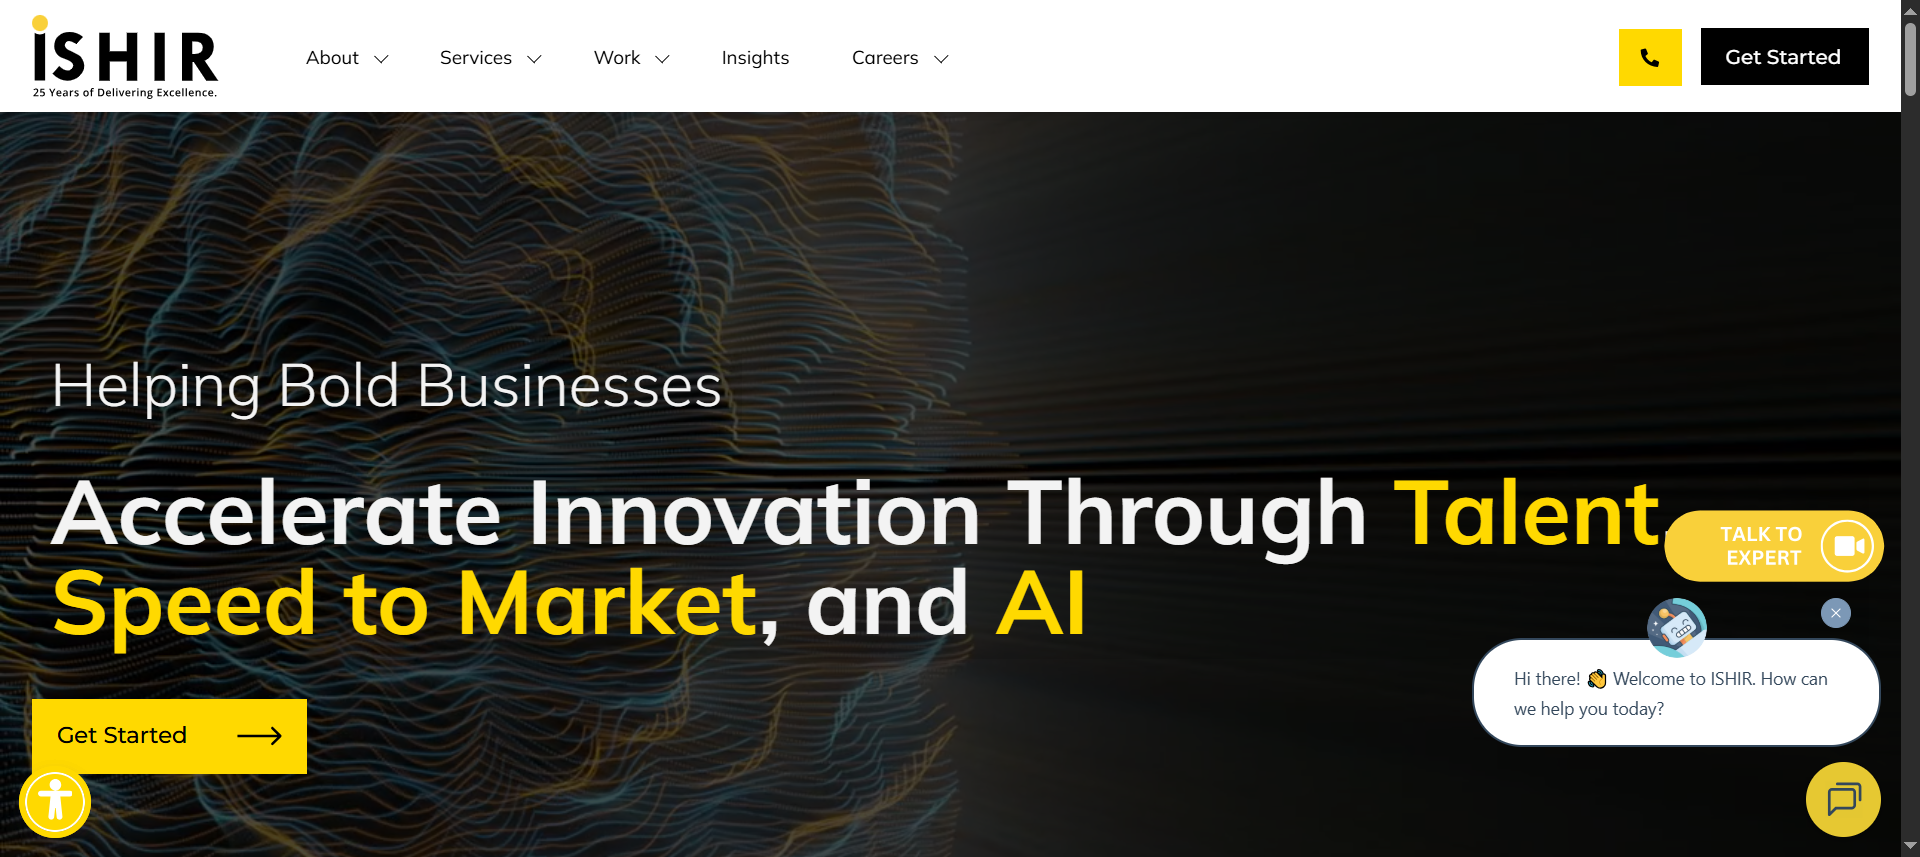 iSHIR
25 Years of Delivering Excellence.
About
Services
Work
Insights
Careers
Get Started
Helping Bold Businesses
Accelerate Innovation Through Talent,
Speed to Market, and AI
Get Started
TALK TO
EXPERT
Hi there! 👋 Welcome to ISHIR. How can
we help you today?